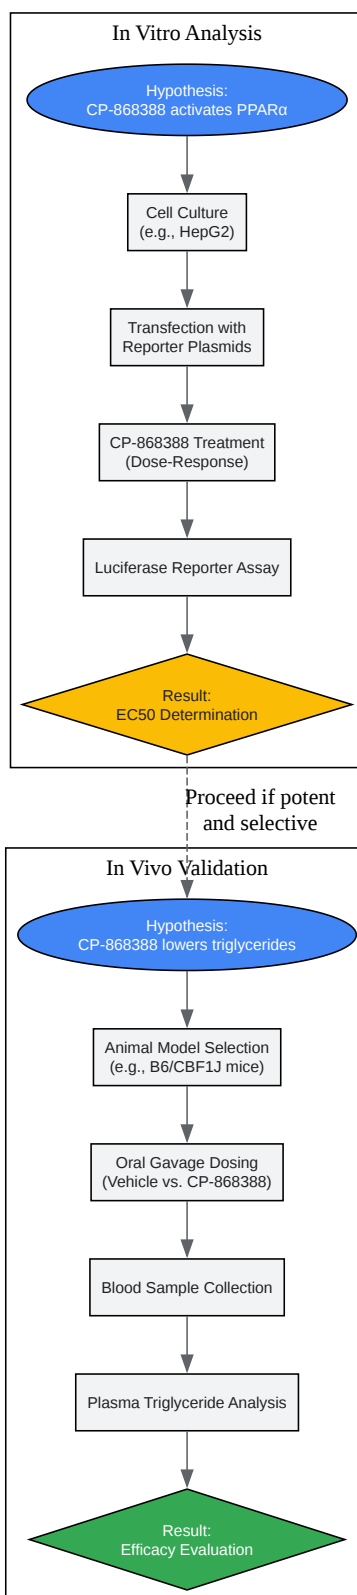 In Vitro Analysis
Hypothesis:
CP-868388 activates PPARα
Cell Culture
(e.g., HepG2)
Transfection with
Reporter Plasmids
CP-868388 Treatment
(Dose-Response)
Luciferase Reporter Assay
Result:
EC50 Determination
Proceed if potent
and selective
In Vivo Validation
Hypothesis:
CP-868388 lowers triglycerides
Animal Model Selection
(e.g., B6/CBF1J mice)
Oral Gavage Dosing
(Vehicle vs. CP-868388)
Blood Sample Collection
Plasma Triglyceride Analysis
Result:
Efficacy Evaluation